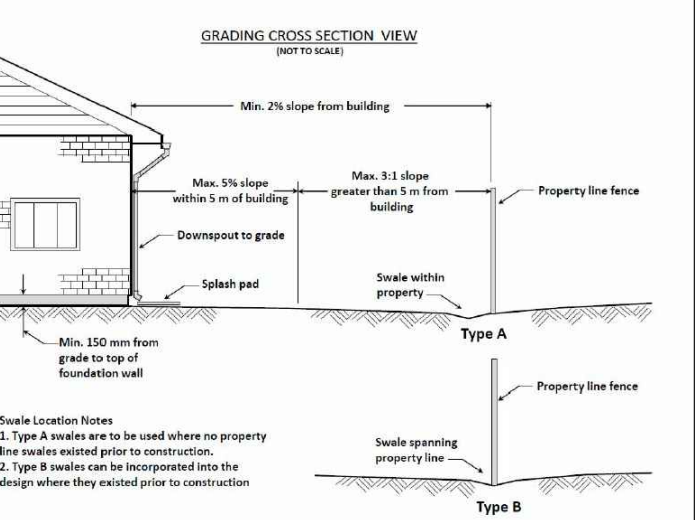 GRADING CROSS SECTION VIEW
(NOT TO SCALE)
Min. 2% slope from building
Max. 5% slope
within 5 m of building
Max. 3:1 slope
greater than 5 m from
building
Property line fence
Downspout to grade
Splash pad
Swale within
property
Type A
Min. 150 mm from
grade to top of
foundation wall
Property line fence
Swale Location Notes
1. Type A swales are to be used where no property
line swales existed prior to construction.
2. Type B swales can be incorporated into the
design where they existed prior to construction
Swale spanning
property line
Type B